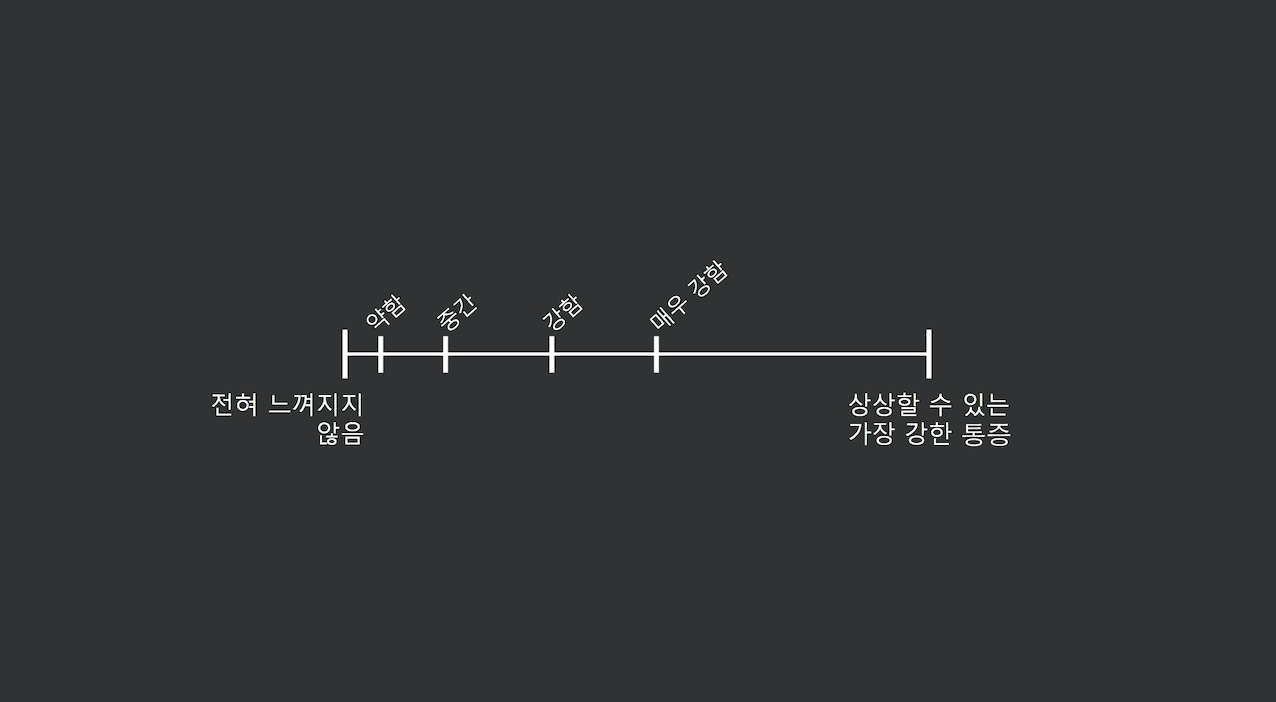 약함
중간
강함
매우 강함
전혀 느껴지지
않음
상상할 수 있는
가장 강한 통증